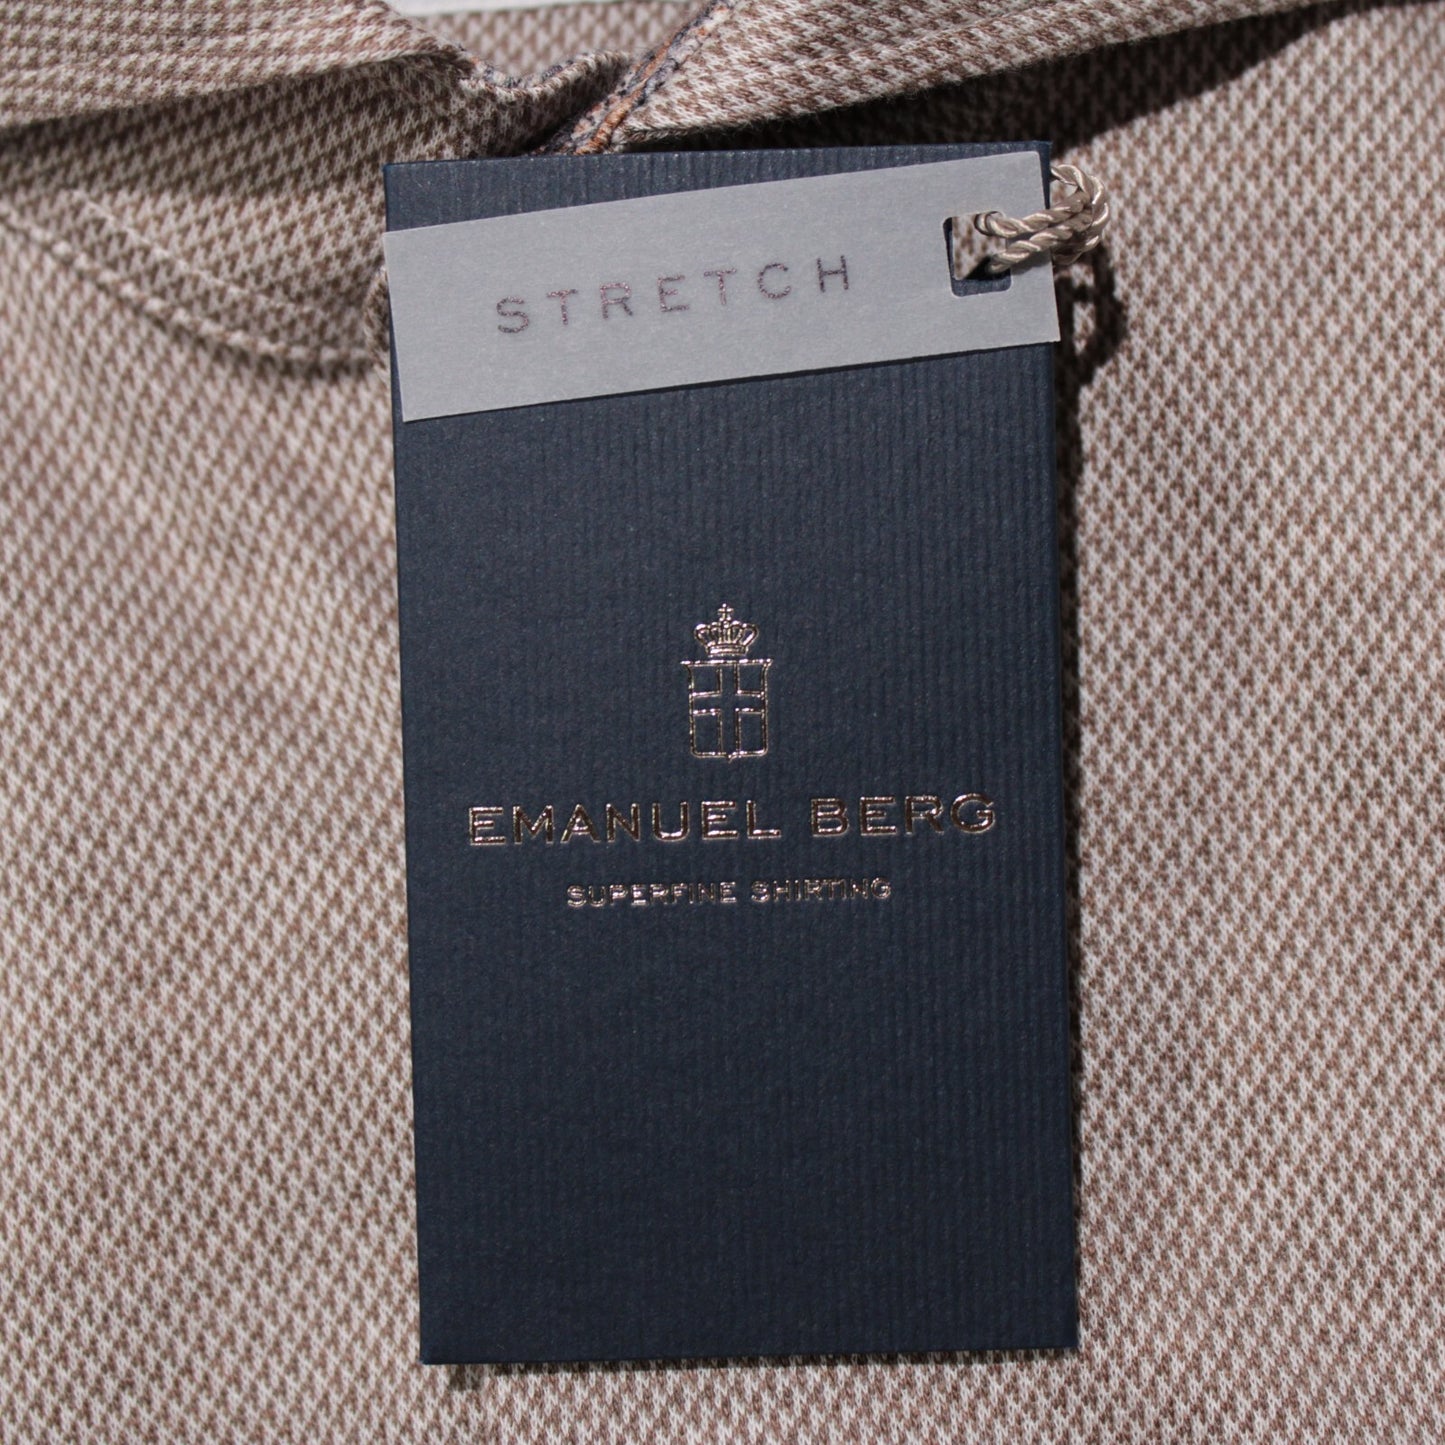 STRETCH
EMANUEL BERG
SUPERFINE SHIRTING